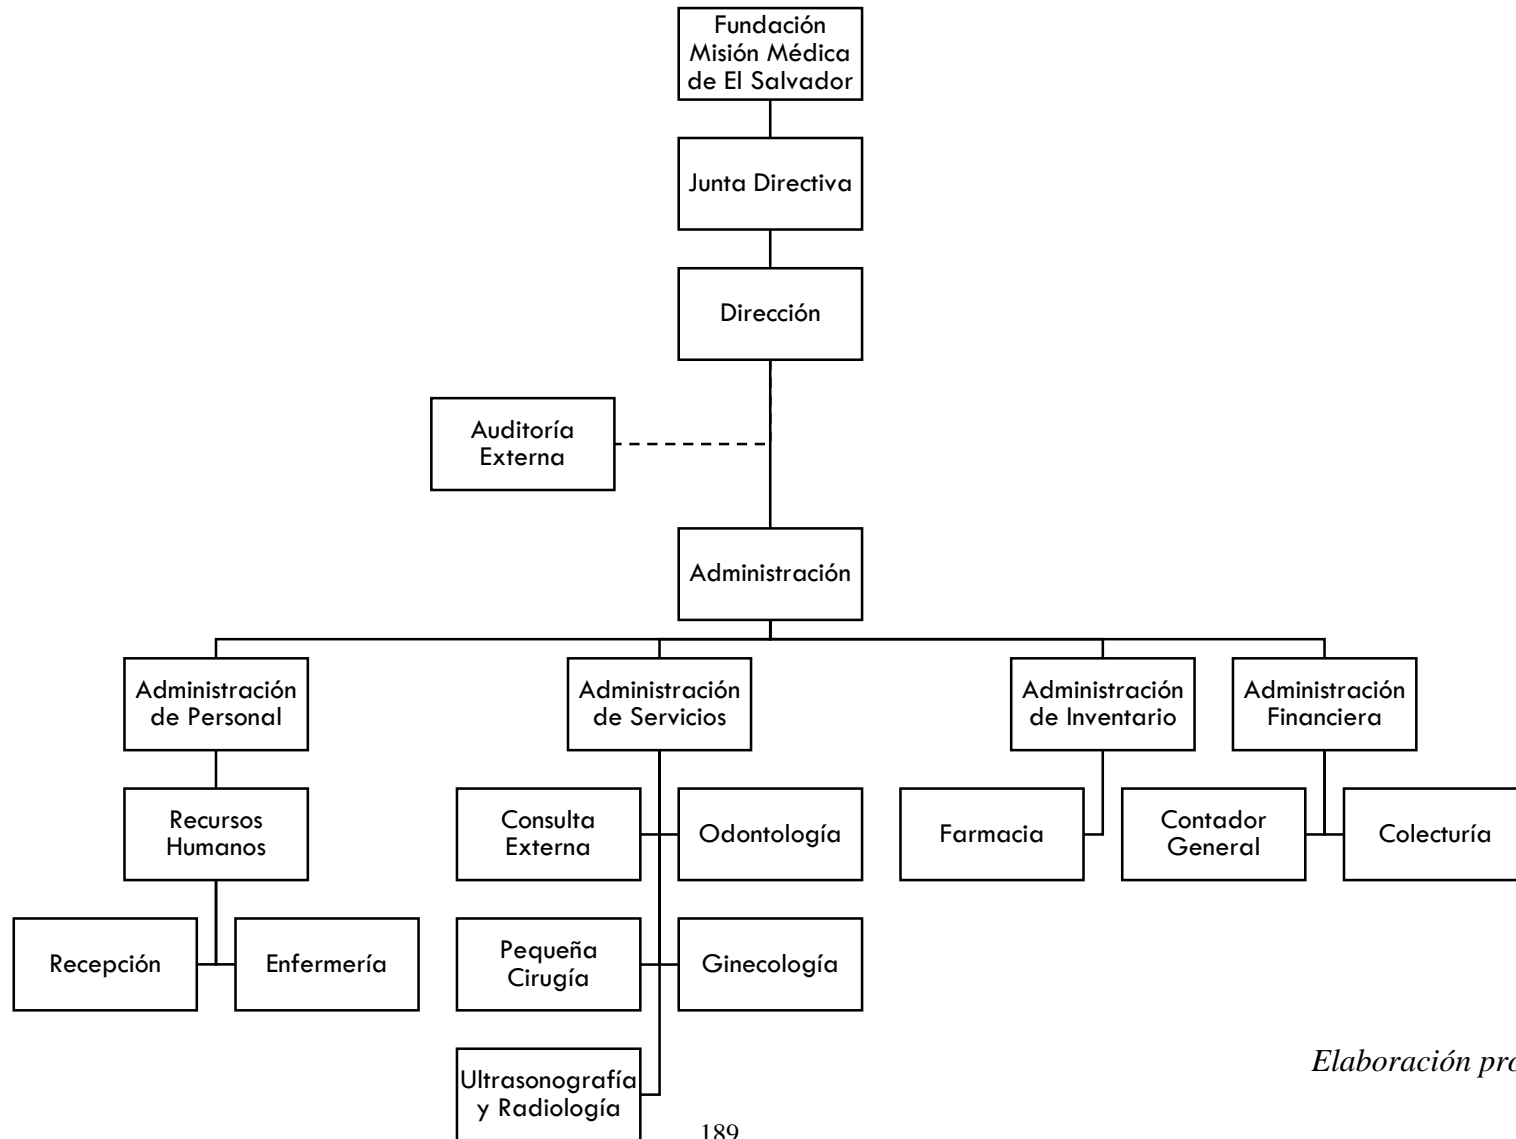 Fundación
Misión Médica
de El Salvador
Junta Directiva
Dirección
Auditoría
Externa
Administración
Administración
de Personal
Administración
de Servicios
Administración
de Inventario
Administración
Financiera
Recursos
Humanos
Consulta
Externa
Odontología
Farmacia
Contador
General
Colecturía
Recepción
Enfermería
Pequeña
Cirugía
Ginecología
Ultrasonografía
y Radiología
Elaboración pro
189